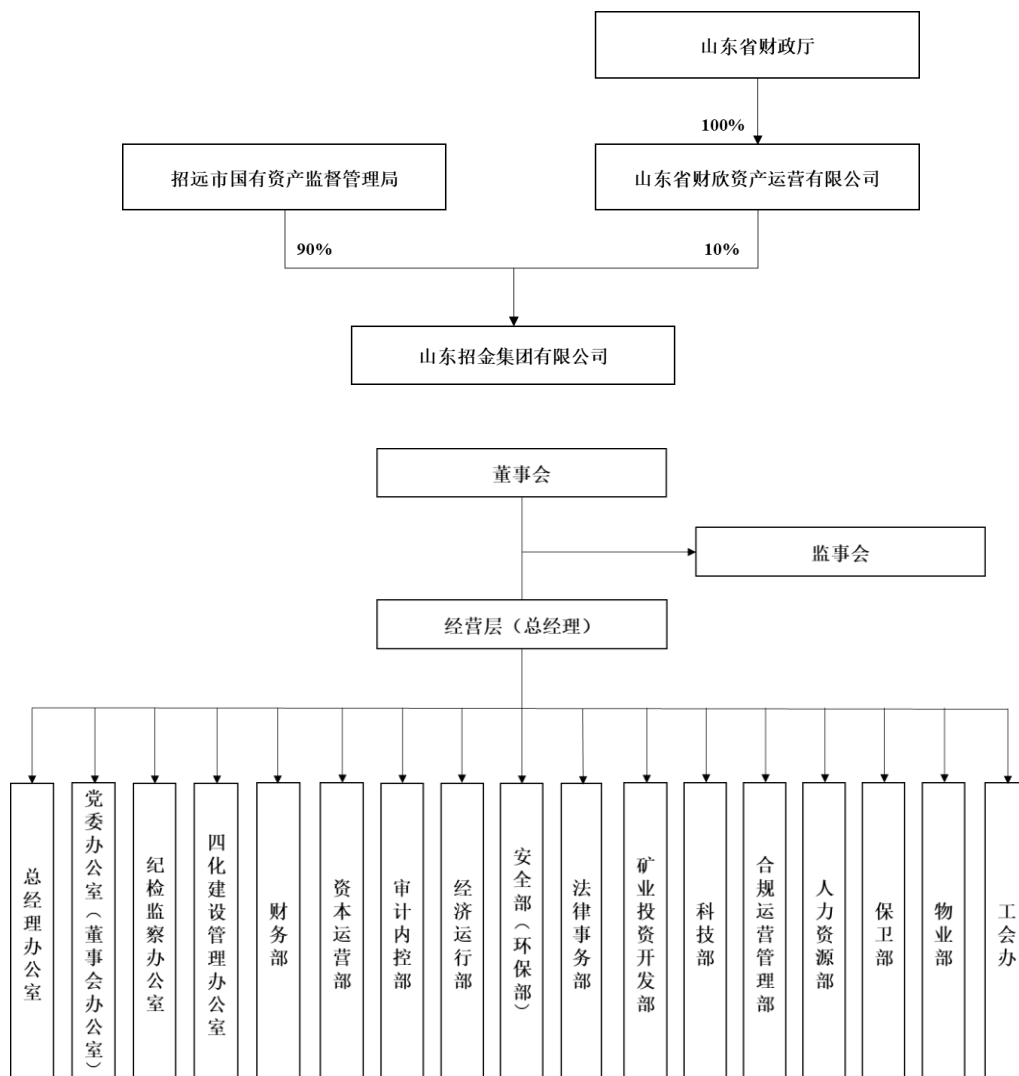 山东省财政厅
100%
招远市国有资产监督管理局
山东省财欣资产运营有限公司
90%
10%
山东招金集团有限公司
董事会
监事会
经营层（总经理）
总经理办公室
党委办公室（董事会办公室）
纪检监察办公室
四化建设管理办公室
财务部
资本运营部
审计内控部
经济运行部
安全部（环保部）
法律事务部
矿业投资开发部
科技部
合规运营管理部
人力资源部
保卫部
物业部
工会办